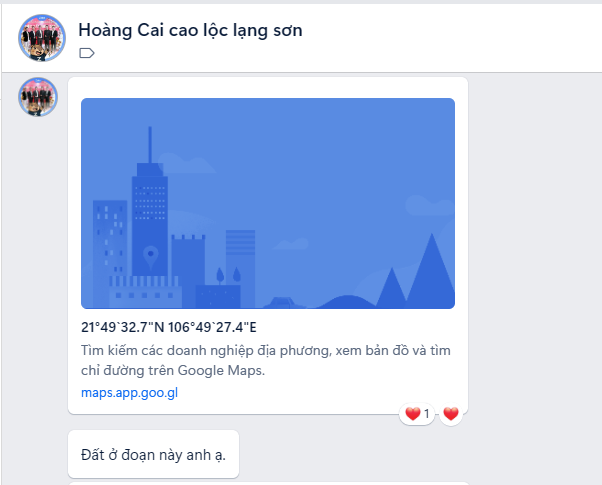 Hoàng Cai cao lộc lạng sơn
21°49`32.7"N 106°49`27.4"E
Tìm kiếm các doanh nghiệp địa phương, xem bản đồ và tìm
chỉ đường trên Google Maps.
maps.app.goo.gl
1
Đất ở đoạn này anh ạ.